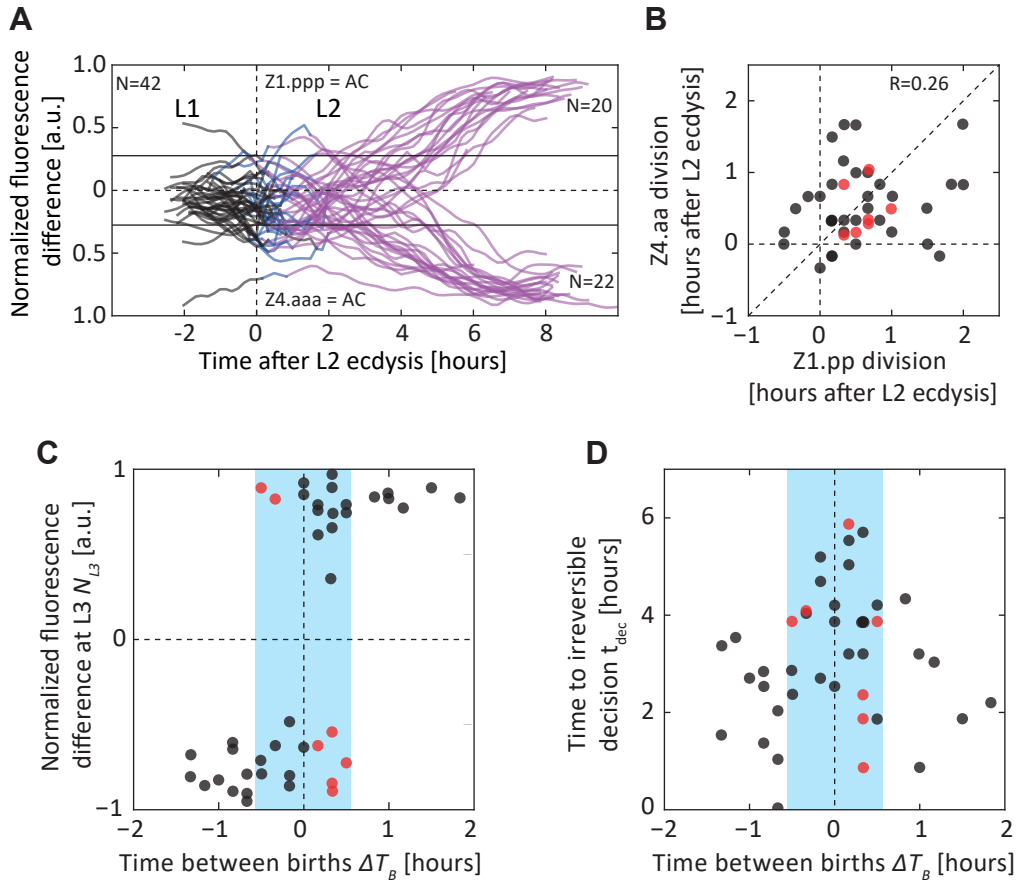 A
Normalized fluorescence
difference [a.u.]
1.0
0.5
0
0.5
1.0
N=42
L1
Z1.ppp = AC
L2
N=20
Z4.aaa = AC
N=22
-2 0 2 4 6 8
Time after L2 ecdysis [hours]
B
Z4.aa division
[hours after L2 ecdysis]
2
1
0
−1
R=0.26
0 1 2
Z1.pp division
[hours after L2 ecdysis]
C
Normalized fluorescence
difference at L3 N_L3 [a.u.]
1
0
−1
−2 −1 0 1 2
Time between births ΔT_B [hours]
D
Time to irreversible
decision t_dec [hours]
6
4
2
0
−2 −1 0 1 2
Time between births ΔT_B [hours]